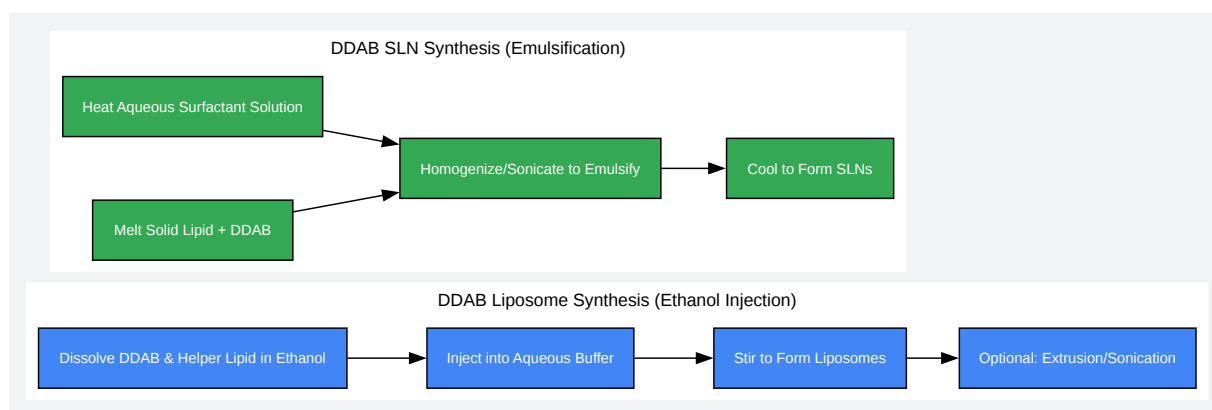 DDAB SLN Synthesis (Emulsification)
Heat Aqueous Surfactant Solution
Melt Solid Lipid + DDAB
Homogenize/Sonicate to Emulsify
Cool to Form SLNs
DDAB Liposome Synthesis (Ethanol Injection)
Dissolve DDAB & Helper Lipid in Ethanol
Inject into Aqueous Buffer
Stir to Form Liposomes
Optional: Extrusion/Sonication